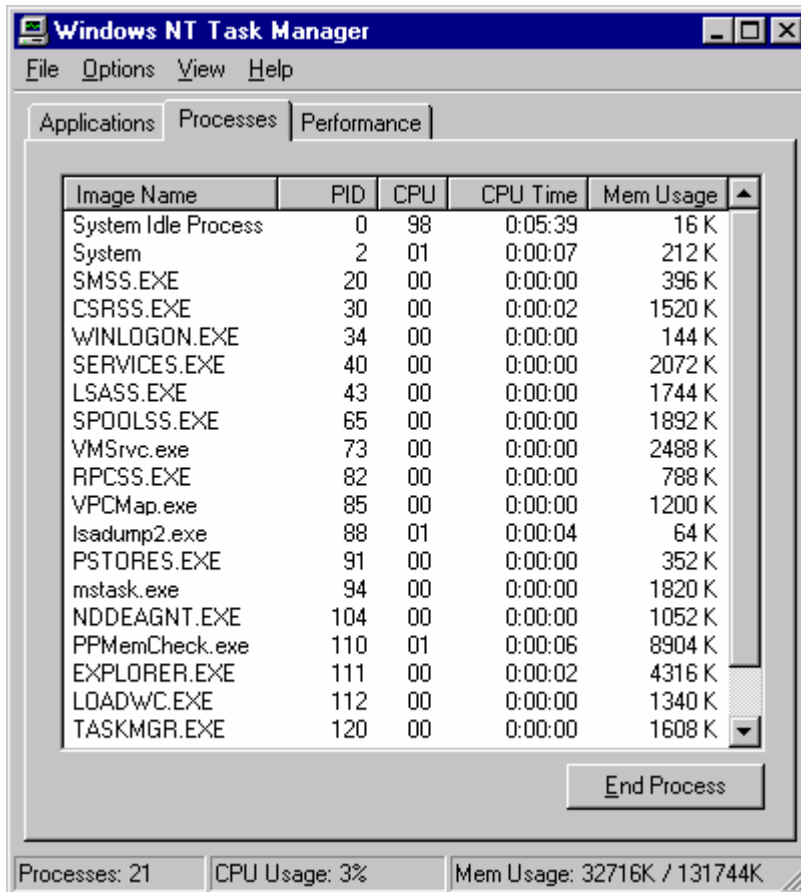 Windows NT Task Manager
File Options View Help
Applications Processes Performance
Image Name PID CPU CPU Time Mem Usage
System Idle Process 0 98 0:05:39 16 K
System 2 01 0:00:07 212 K
SMSS.EXE 20 00 0:00:00 396 K
CSRSS.EXE 30 00 0:00:02 1520 K
WINLOGON.EXE 34 00 0:00:00 144 K
SERVICES.EXE 40 00 0:00:00 2072 K
LSASS.EXE 43 00 0:00:00 1744 K
SPOOLSS.EXE 65 00 0:00:00 1892 K
VMSrvc.exe 73 00 0:00:00 2488 K
RPCSS.EXE 82 00 0:00:00 788 K
VPCMap.exe 85 00 0:00:00 1200 K
lsadump2.exe 88 01 0:00:04 64 K
PSTORES.EXE 91 00 0:00:00 352 K
mstask.exe 94 00 0:00:00 1820 K
NDDEAGNT.EXE 104 00 0:00:00 1052 K
PPMemCheck.exe 110 01 0:00:06 8904 K
EXPLORER.EXE 111 00 0:00:02 4316 K
LOADWC.EXE 112 00 0:00:00 1340 K
TASKMGR.EXE 120 00 0:00:00 1608 K
End Process
Processes: 21 CPU Usage: 3% Mem Usage: 32716K / 131744K